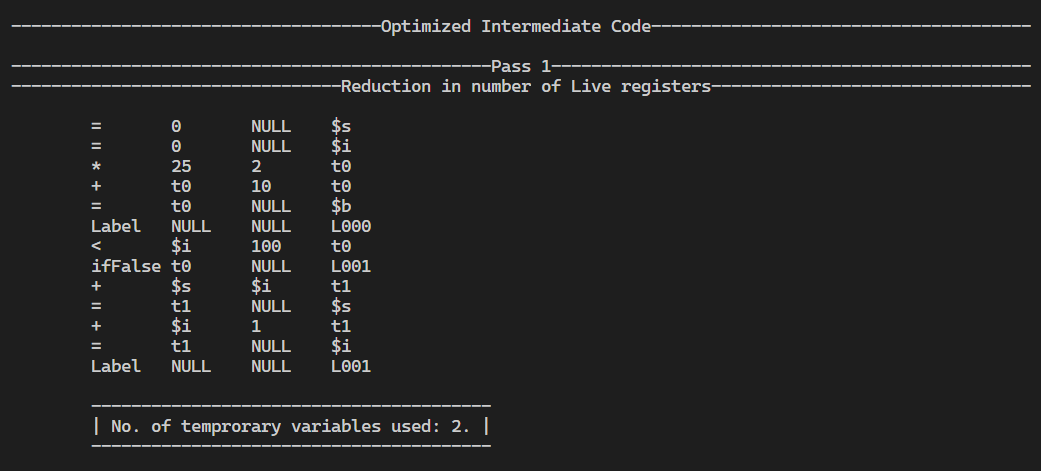 -------------------------------------Optimized Intermediate Code--------------------------------------
------------------------------------------------Pass 1------------------------------------------------
---------------------------------Reduction in number of Live registers--------------------------------
= 0 NULL $s
= 0 NULL $i
* 25 2 t0
+ t0 10 t0
= t0 NULL $b
Label NULL NULL L000
< $i 100 t0
ifFalse t0 NULL L001
+ $s $i t1
= t1 NULL $s
+ $i 1 t1
= t1 NULL $i
Label NULL NULL L001
----------------------------------------
| No. of temprorary variables used: 2. |
----------------------------------------